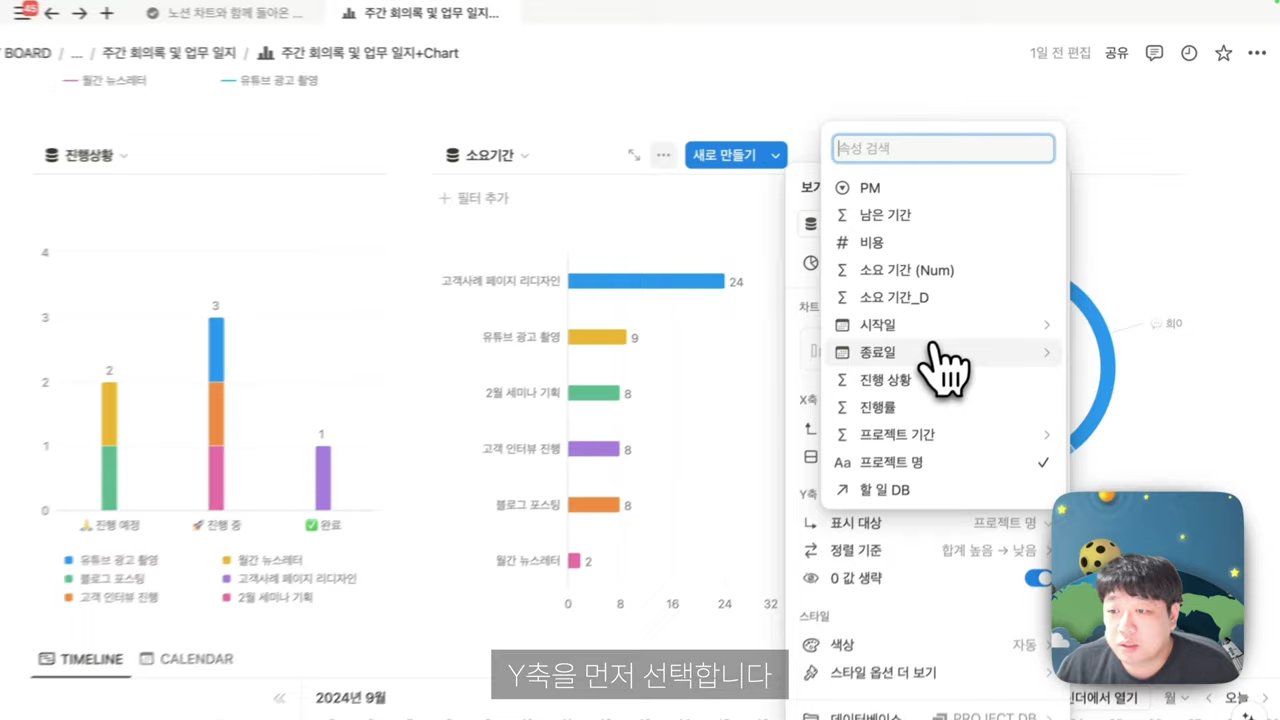 45
노션 차트와 함께 돌아온 ...
주간 회의록 및 업무 일지...
BOARD / ... / 주간 회의록 및 업무 일지 / 주간 회의록 및 업무 일지+Chart
1일 전 편집
공유
월간 뉴스레터
유튜브 광고 촬영
진행상황
4
3
2
1
0
2
3
1
🙏 진행 예정
🚀 진행 중
✅ 완료
유튜브 광고 촬영
월간 뉴스레터
블로그 포스팅
고객사례 페이지 리디자인
고객 인터뷰 진행
2월 세미나 기획
소요기간
새로 만들기
+ 필터 추가
고객사례 페이지 리디자인 24
유튜브 광고 촬영 9
2월 세미나 기획 8
고객 인터뷰 진행 8
블로그 포스팅 8
월간 뉴스레터 2
0 8 16 24 32
보기
차트
X축
Y축
속성 검색
PM
남은 기간
# 비용
소요 기간 (Num)
소요 기간_D
시작일
종료일
진행 상황
진행률
프로젝트 기간
Aa 프로젝트 명
할 일 DB
표시 대상 프로젝트 명
정렬 기준 합계 높음 → 낮음
0 값 생략
스타일
색상 자동
스타일 옵션 더 보기
데이터베이스 PROJECT DB
희0
TIMELINE
CALENDAR
2024년 9월
린더에서 열기
월
오늘
Y축을 먼저 선택합니다